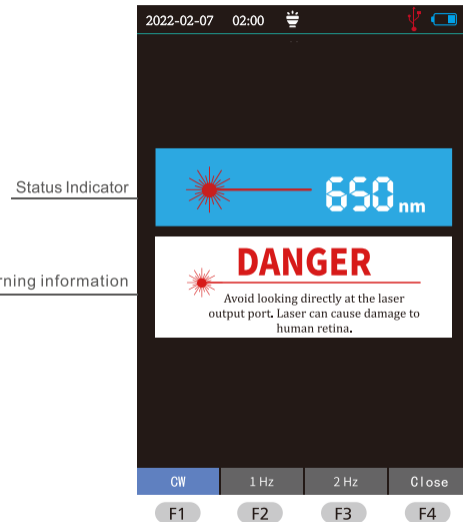 2022-02-07 02:00
Status Indicator
650 nm
rning information
DANGER
Avoid looking directly at the laser
output port. Laser can cause damage to
human retina.
CW 1 Hz 2 Hz Close
F1 F2 F3 F4